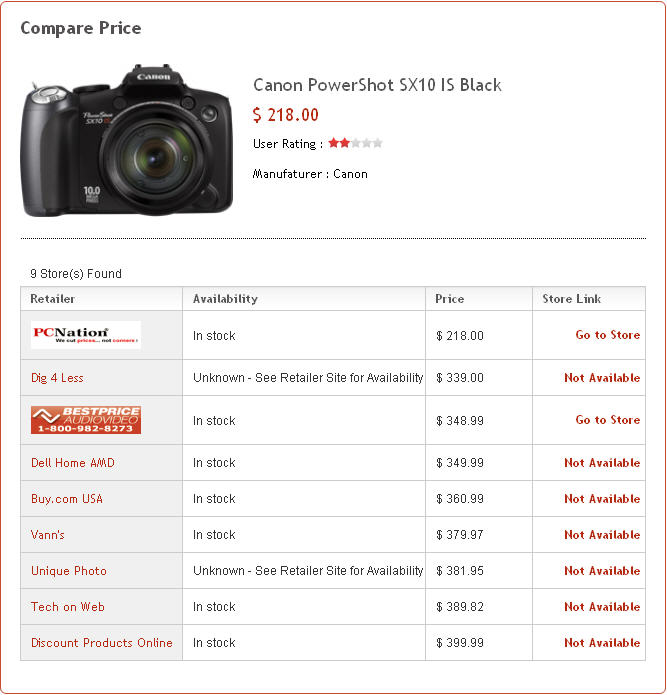 Compare Price
Canon
PowerShot
SX10 IS
10.0
MEGA
PIXELS
Canon PowerShot SX10 IS Black
$ 218.00
User Rating :
Manufaturer : Canon
9 Store(s) Found
Retailer Availability Price Store Link
PCNation
We cut prices... not corners!
In stock $ 218.00 Go to Store
Dig 4 Less Unknown - See Retailer Site for Availability $ 339.00 Not Available
BESTPRICE
AUDIOVIDEO
1-800-982-8273
In stock $ 348.99 Go to Store
Dell Home AMD In stock $ 349.99 Not Available
Buy.com USA In stock $ 360.99 Not Available
Vann's In stock $ 379.97 Not Available
Unique Photo Unknown - See Retailer Site for Availability $ 381.95 Not Available
Tech on Web In stock $ 389.82 Not Available
Discount Products Online In stock $ 399.99 Not Available